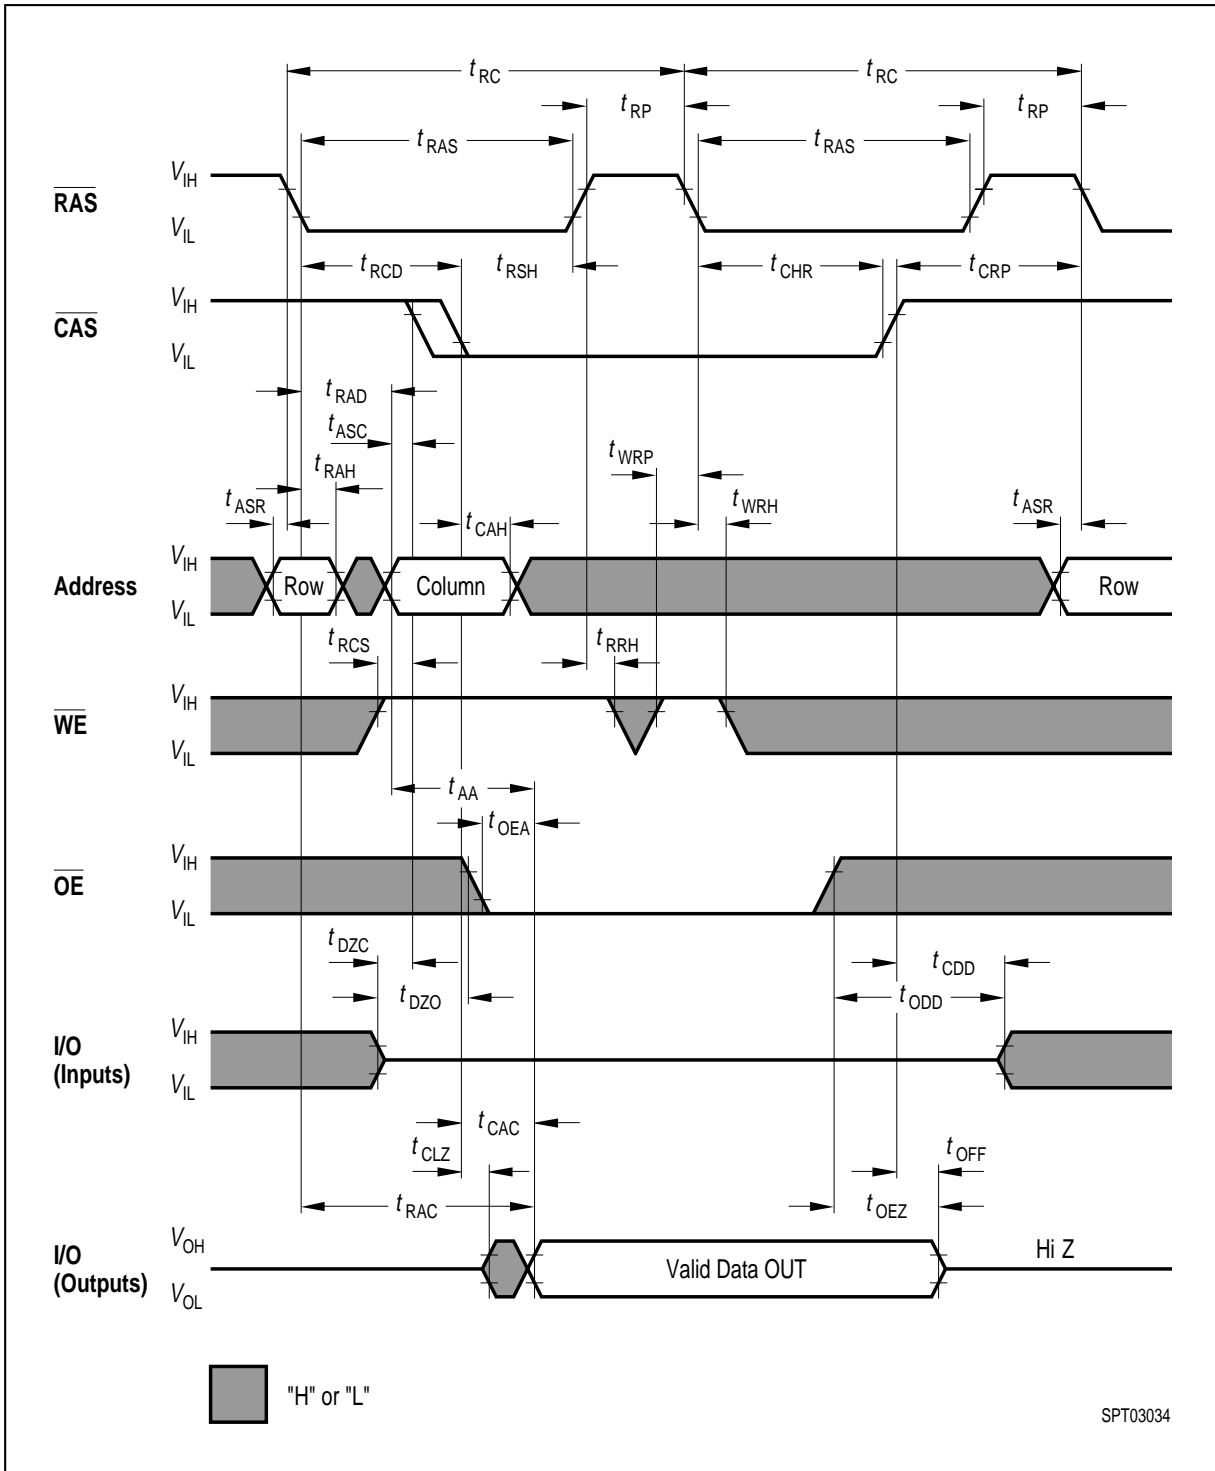 tRC tRC
tRP tRP
tRAS tRAS
RAS VIH
VIL
tRCD tRSH tCHR tCRP
CAS VIH
VIL
tRAD
tASC
tRAH tWRP
tASR tCAH tWRH tASR
Address VIH
Row Column Row
VIL
tRCS tRRH
WE VIH
VIL
tAA
tOEA
OE VIH
VIL
tDZC tCDD
tDZO tODD
I/O VIH
(Inputs) VIL
tCAC
tCLZ tOFF
tRAC tOEZ
I/O VOH
Valid Data OUT Hi Z
(Outputs) VOL
"H" or "L"
SPT03034